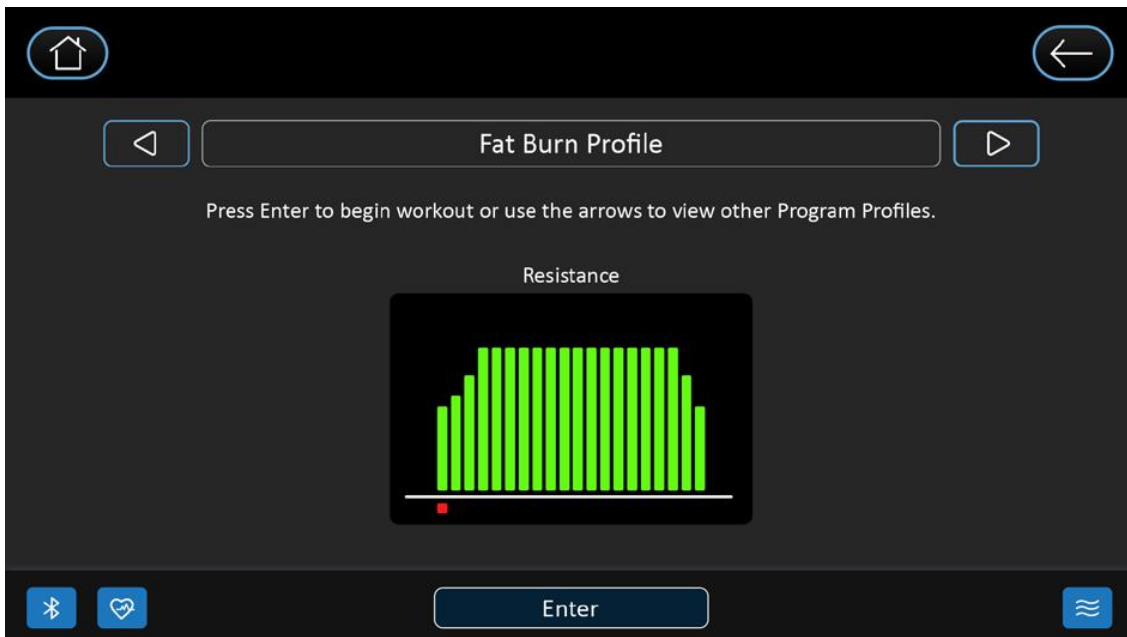 Fat Burn Profile
Press Enter to begin workout or use the arrows to view other Program Profiles.
Resistance
Enter